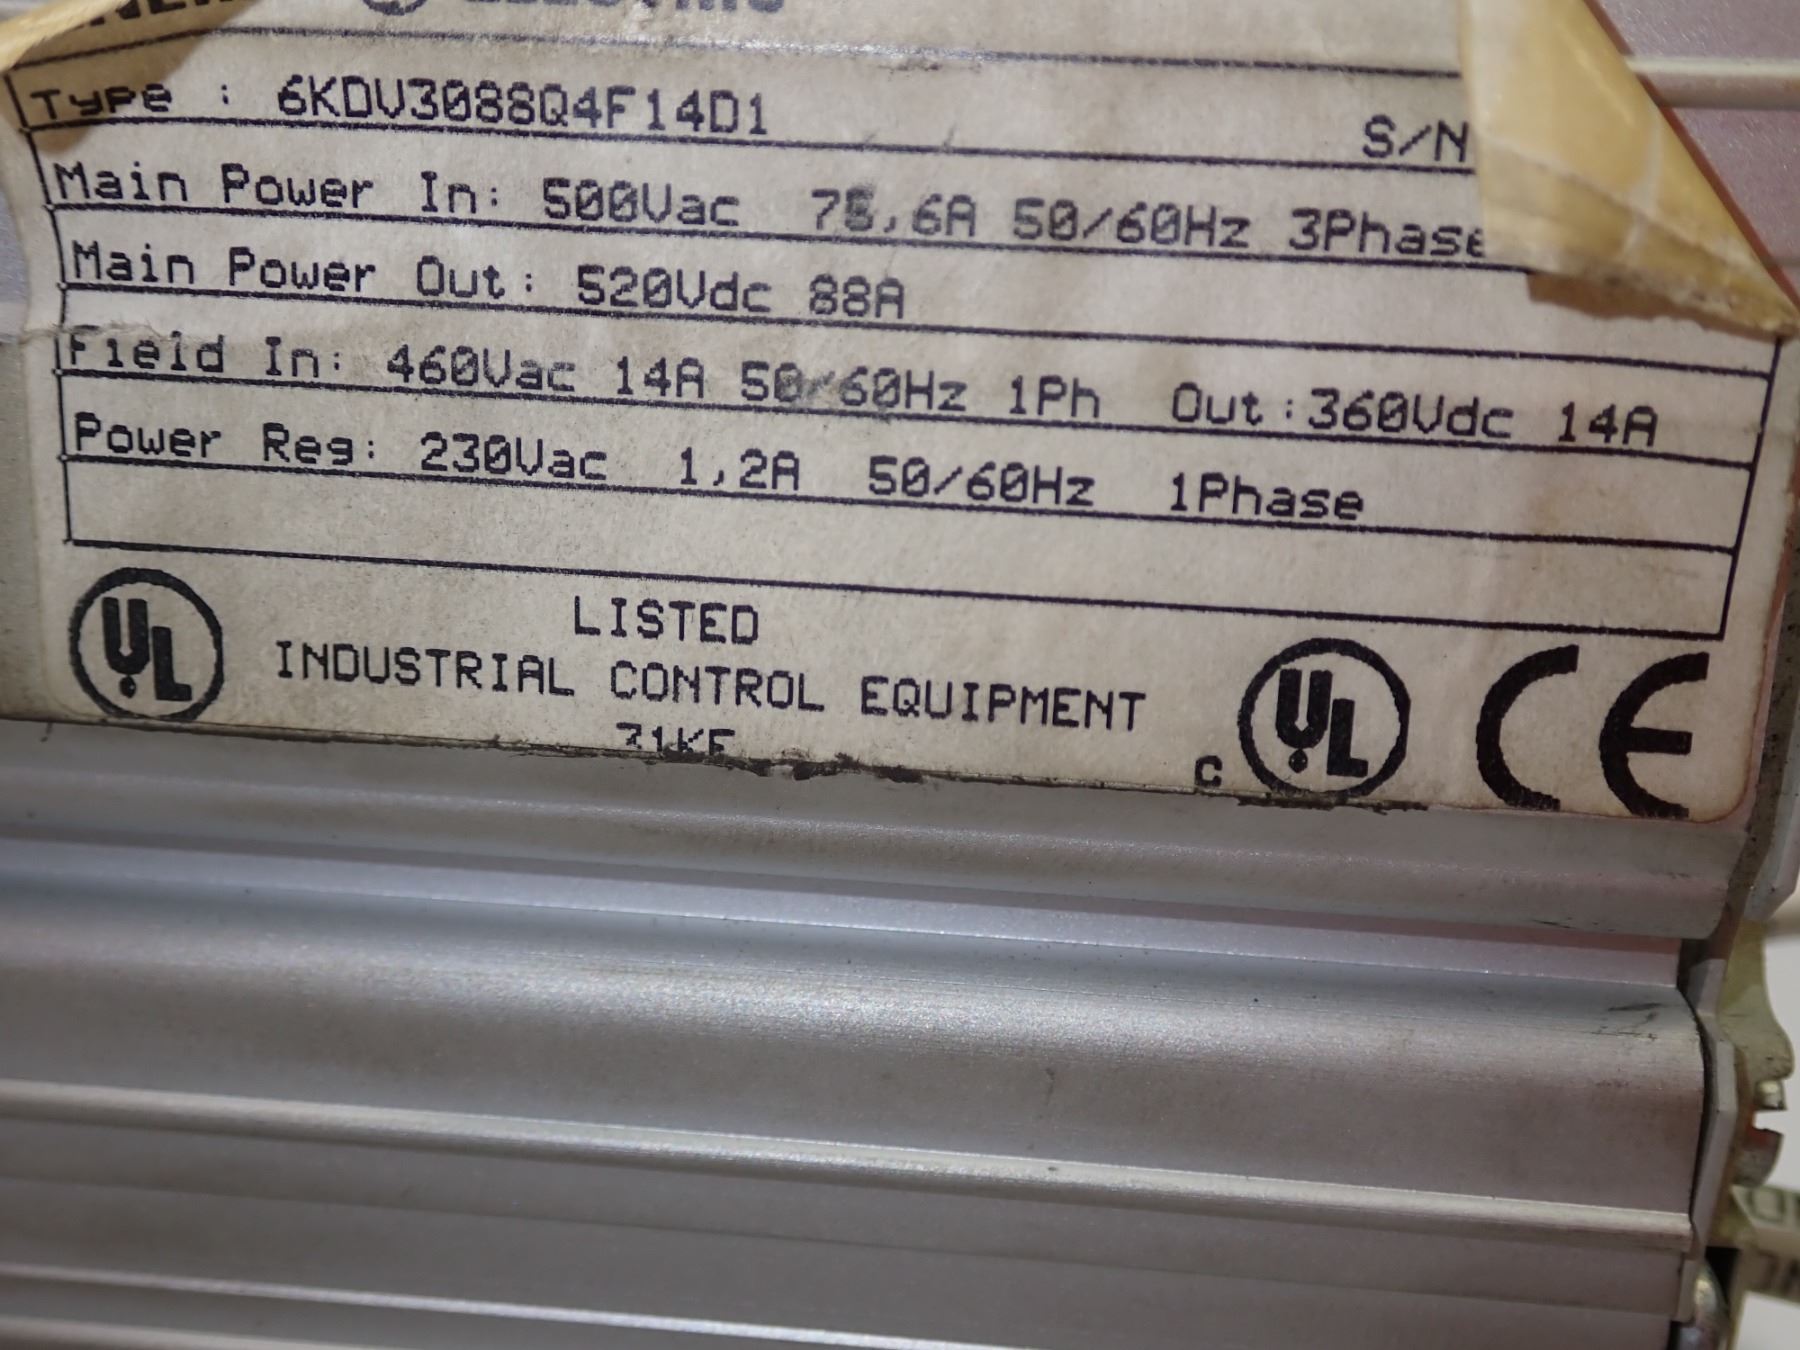 Type : 6KDV3088Q4F14D1 S/N
Main Power In: 500Vac 75,6A 50/60Hz 3Phase
Main Power Out: 520Vdc 88A
Field In: 460Vac 14A 50/60Hz 1Ph Out:360Vdc 14A
Power Reg: 230Vac 1,2A 50/60Hz 1Phase
UL LISTED
INDUSTRIAL CONTROL EQUIPMENT
31KF
c UL CE